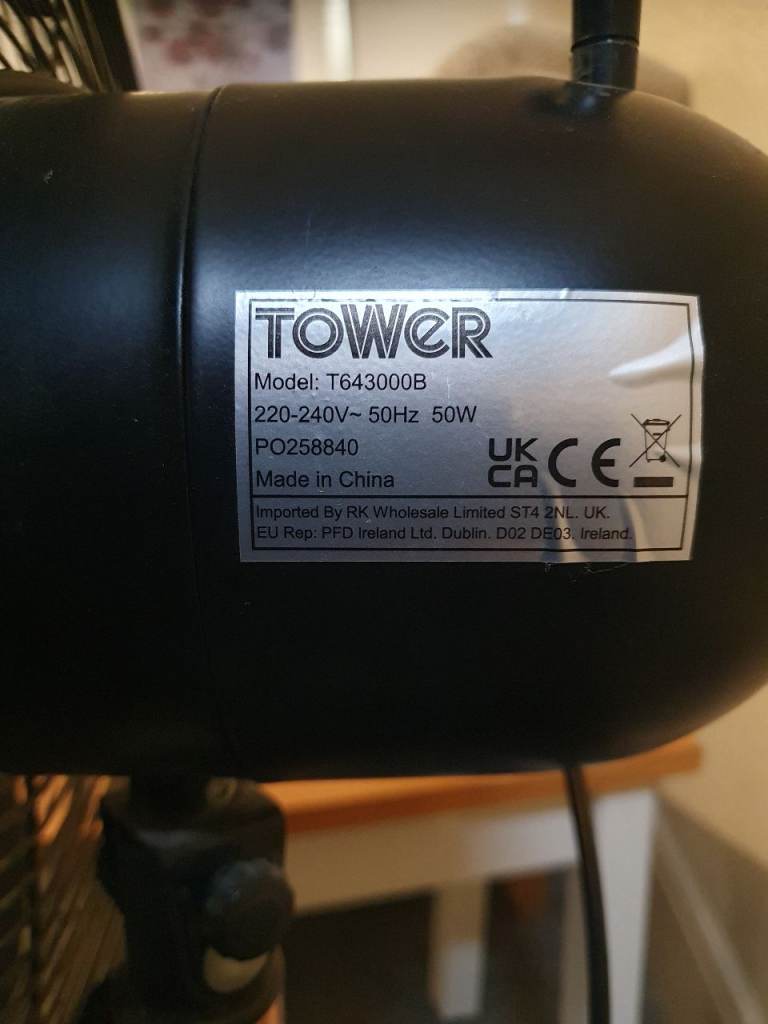 TOWER
Model: T643000B
220-240V~ 50Hz 50W
PO258840
Made in China
UK
CA CE
Imported By RK Wholesale Limited ST4 2NL. UK.
EU Rep: PFD Ireland Ltd. Dublin. D02 DE03. Ireland.